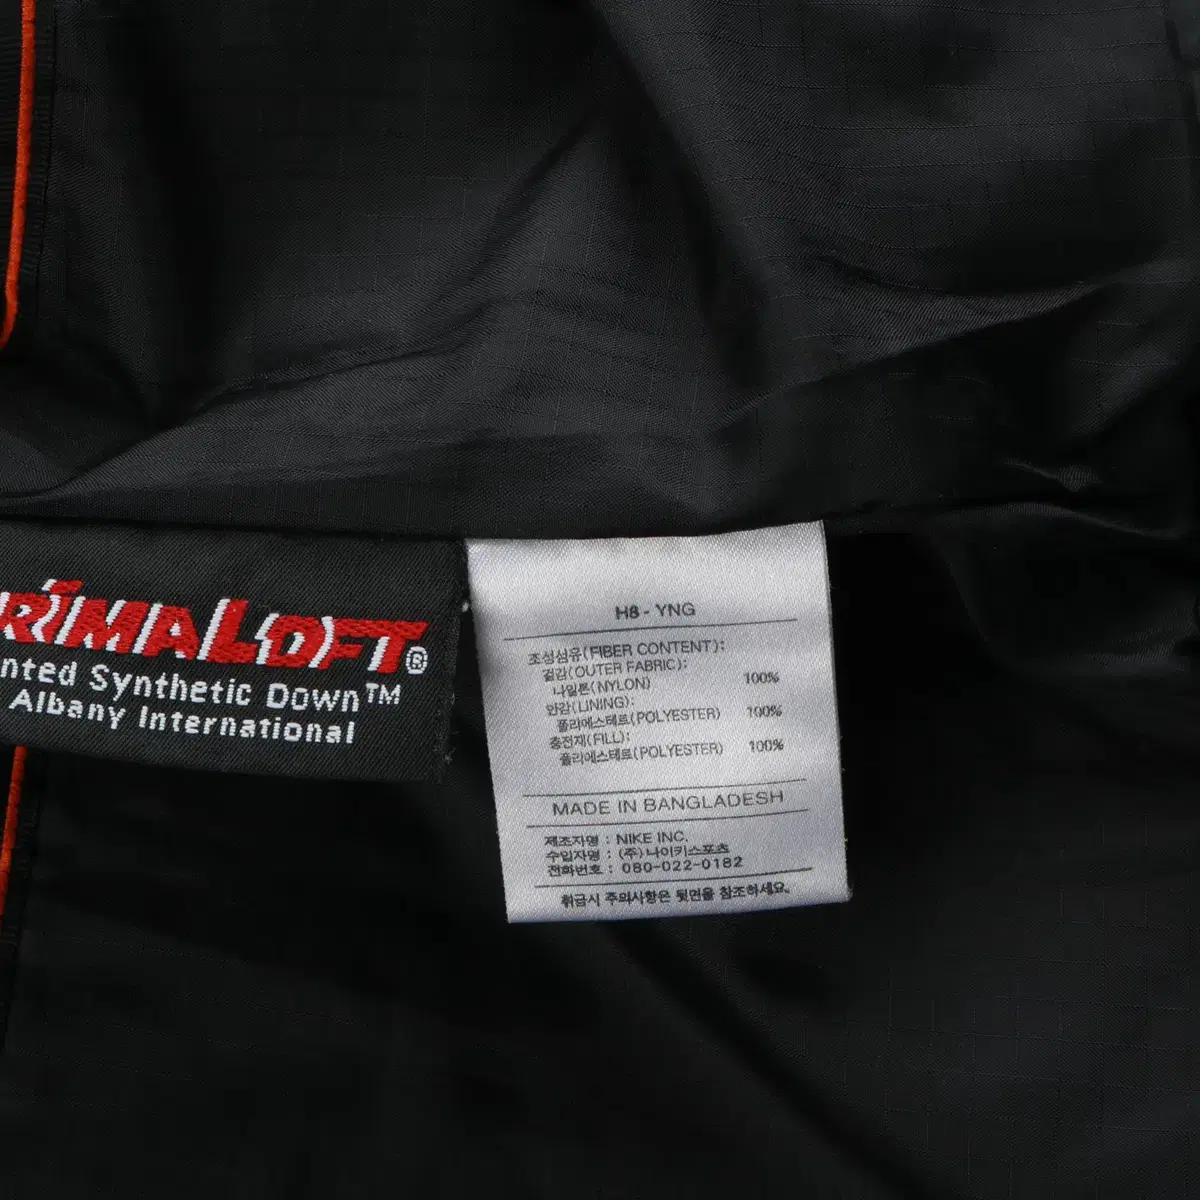 RIMALOFT®
nted Synthetic Down™
Albany International
H8 - YNG
조성섬유(FIBER CONTENT):
겉감(OUTER FABRIC):
나일론(NYLON) 100%
안감(LINING):
폴리에스테르(POLYESTER) 100%
충전재(FILL):
폴리에스테르(POLYESTER) 100%
MADE IN BANGLADESH
제조자명 : NIKE INC.
수입자명 : (주)나이키스포츠
전화번호 : 080-022-0182
취급시 주의사항은 뒷면을 참조하세요.